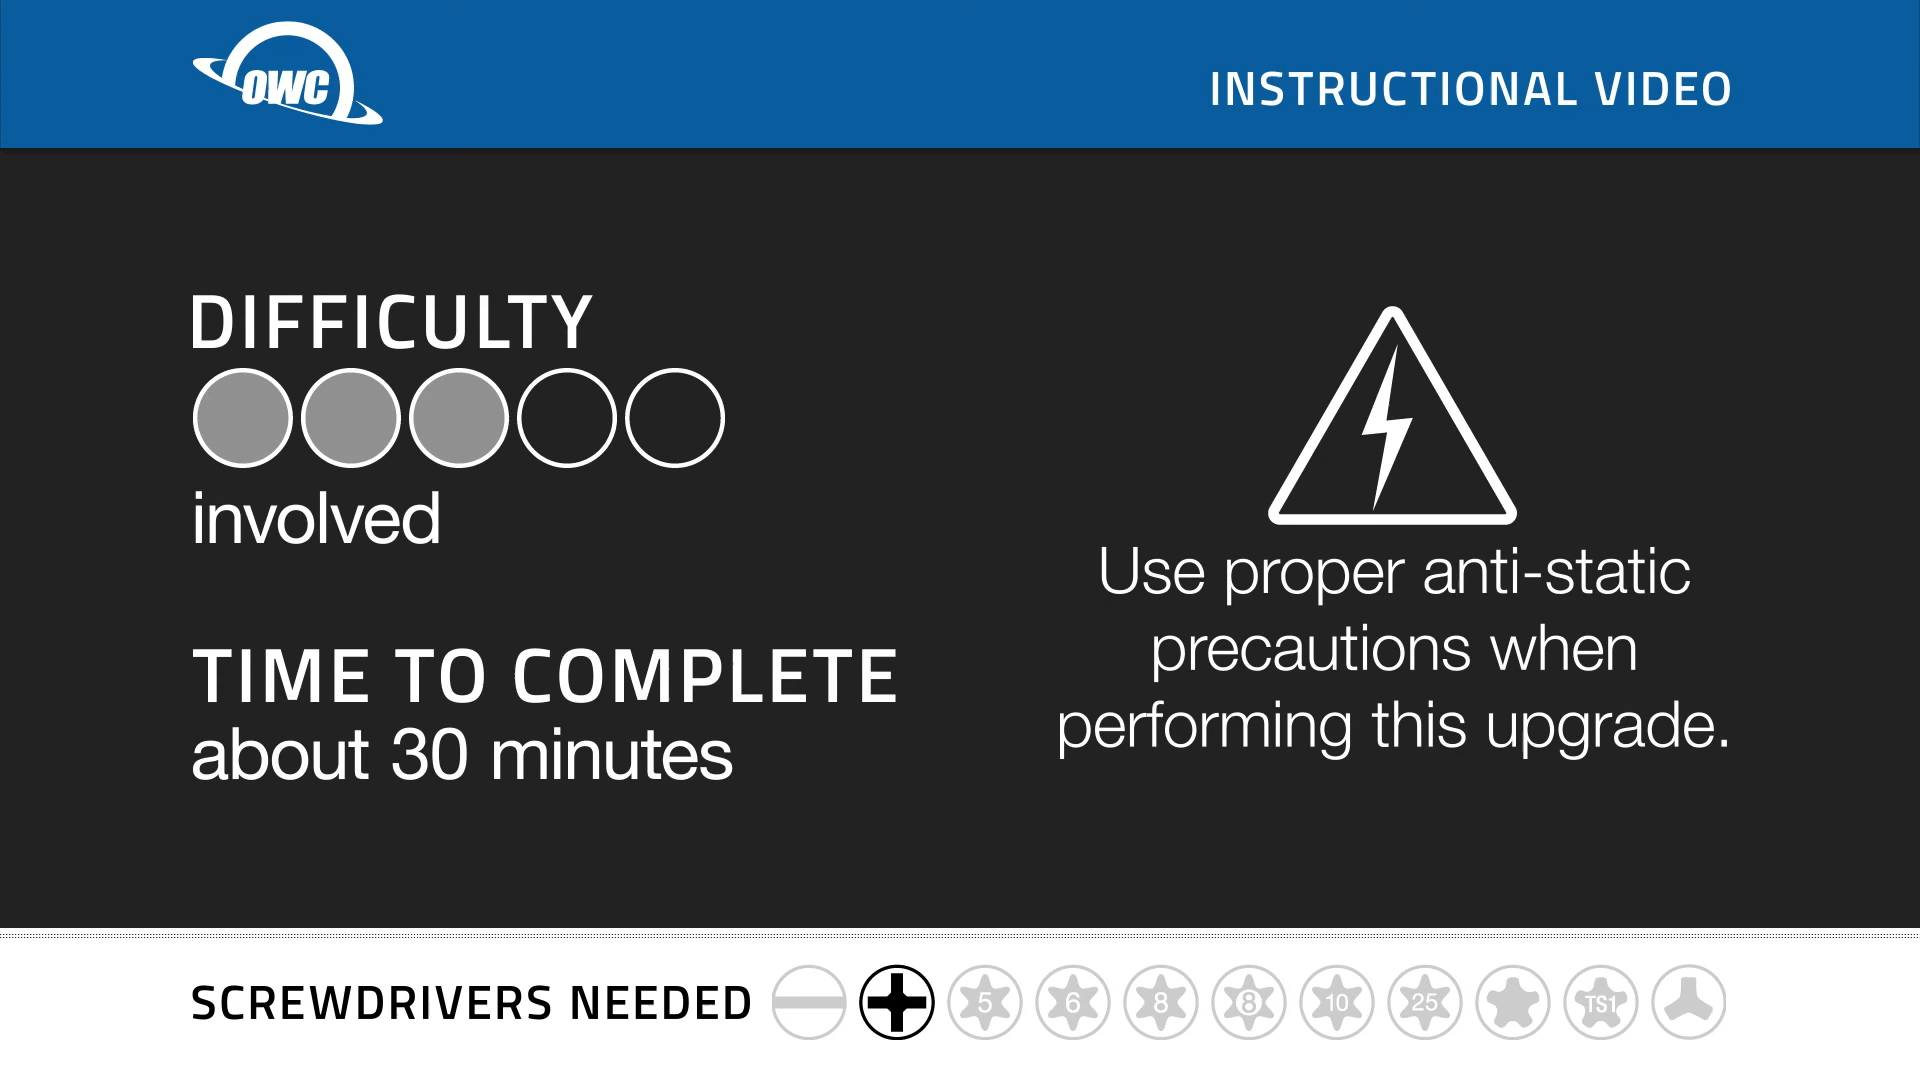 OWC
INSTRUCTIONAL VIDEO
DIFFICULTY
involved
TIME TO COMPLETE
about 30 minutes
Use proper anti-static
precautions when
performing this upgrade.
SCREWDRIVERS NEEDED 5 6 8 8 10 25 TS1